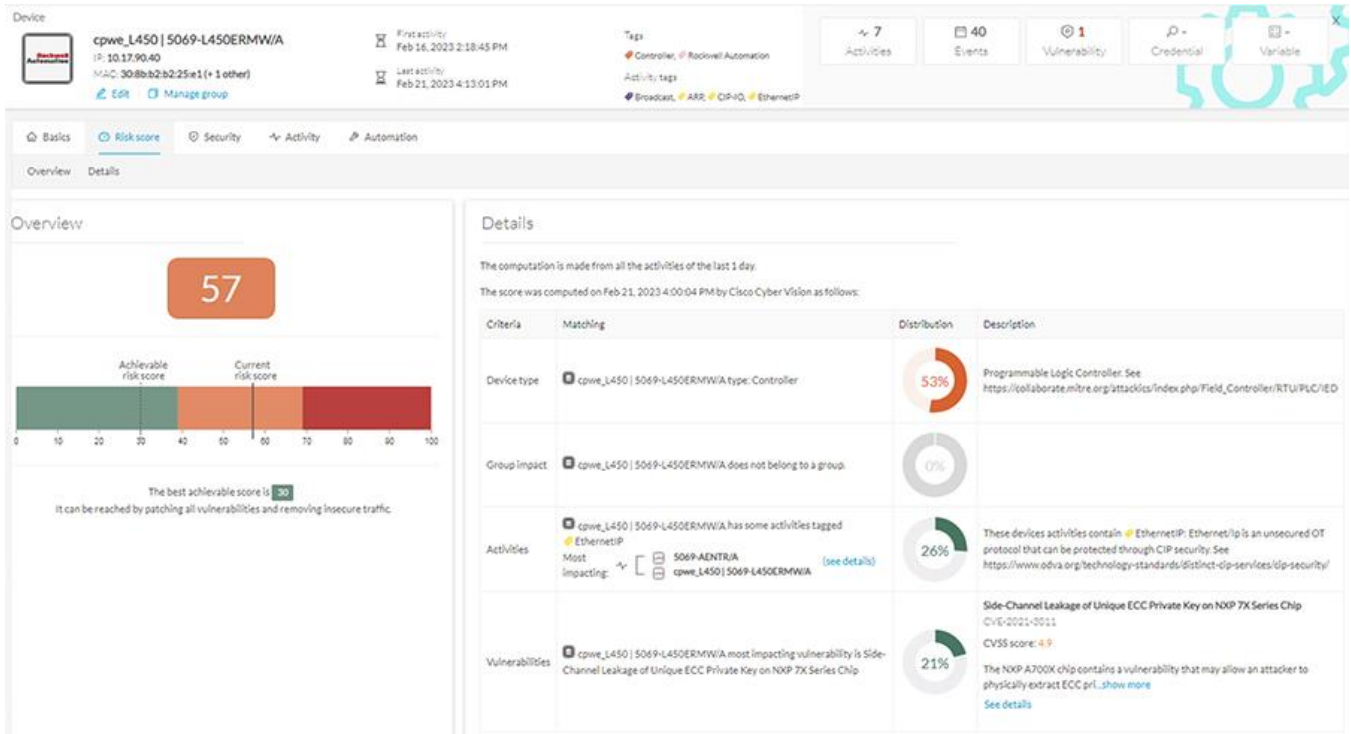 Device
Rockwell
Automation
cpwe_L450 | 5069-L450ERMW/A
IP: 10.17.90.40
MAC: 30:8b:b2:b2:25:e1 (+ 1 other)
Edit Manage group
First activity
Feb 16, 2023 2:18:45 PM
Last activity
Feb 21, 2023 4:13:01 PM
Tags
Controller, Rockwell Automation
Activity tags
Broadcast, ARP, CIP-IO, EthernetIP
7
Activities
40
Events
1
Vulnerability
-
Credential
-
Variable
X
Basics Risk score Security Activity Automation
Overview Details
Overview
57
Achievable
risk score
Current
risk score
0 10 20 30 40 50 60 70 80 90 100
The best achievable score is 30
It can be reached by patching all vulnerabilities and removing insecure traffic.
Details
The computation is made from all the activities of the last 1 day.
The score was computed on Feb 21, 2023 4:00:04 PM by Cisco Cyber Vision as follows:
Criteria Matching Distribution Description
Device type
cpwe_L450 | 5069-L450ERMW/A type: Controller
53%
Programmable Logic Controller. See
https://collaborate.mitre.org/attackics/index.php/Field_Controller/RTU/PLC/IED
Group impact
cpwe_L450 | 5069-L450ERMW/A does not belong to a group.
0%
Activities
cpwe_L450 | 5069-L450ERMW/A has some activities tagged
EthernetIP
Most
impacting:
5069-AENTR/A
cpwe_L450 | 5069-L450ERMW/A
(see details)
26%
These devices activities contain EthernetIP: Ethernet/Ip is an unsecured OT
protocol that can be protected through CIP security. See
https://www.odva.org/technology-standards/distinct-cip-services/cip-security/
Vulnerabilities
cpwe_L450 | 5069-L450ERMW/A most impacting vulnerability is Side-
Channel Leakage of Unique ECC Private Key on NXP 7X Series Chip
21%
Side-Channel Leakage of Unique ECC Private Key on NXP 7X Series Chip
CVE-2021-3011
CVSS score: 4.9
The NXP A700X chip contains a vulnerability that may allow an attacker to
physically extract ECC pri...show more
See details